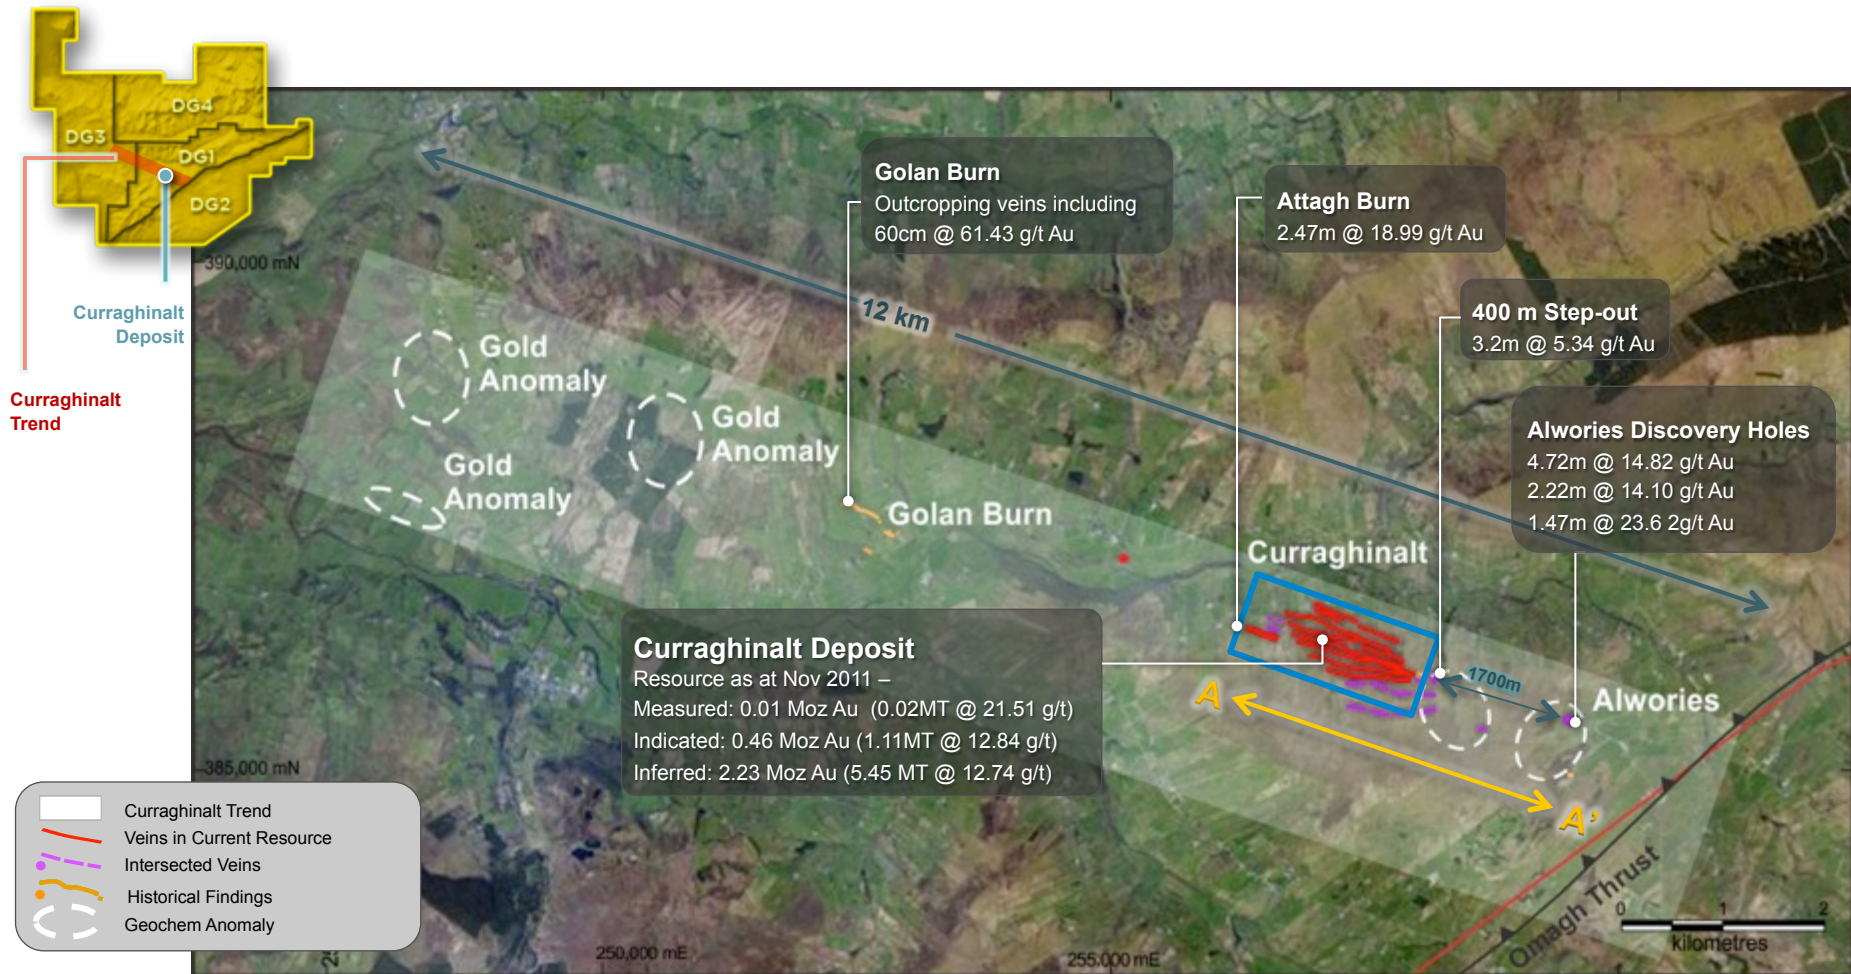 DG4
DG3
DG1
DG2
Curraghinalt
Deposit
Curraghinalt
Trend
390,000 mN
385,000 mN
250,000 mE
255,000 mE
12 km
Golan Burn
Outcropping veins including
60cm @ 61.43 g/t Au
Attagh Burn
2.47m @ 18.99 g/t Au
400 m Step-out
3.2m @ 5.34 g/t Au
Alwories Discovery Holes
4.72m @ 14.82 g/t Au
2.22m @ 14.10 g/t Au
1.47m @ 23.6 2g/t Au
Gold
Anomaly
Gold
Anomaly
Gold
Anomaly
Golan Burn
Curraghinalt
Curraghinalt Deposit
Resource as at Nov 2011 –
Measured: 0.01 Moz Au (0.02MT @ 21.51 g/t)
Indicated: 0.46 Moz Au (1.11MT @ 12.84 g/t)
Inferred: 2.23 Moz Au (5.45 MT @ 12.74 g/t)
1700m
Alwories
A
A'
Omagh Thrust
0 1 2
kilometres
Curraghinalt Trend
Veins in Current Resource
Intersected Veins
Historical Findings
Geochem Anomaly